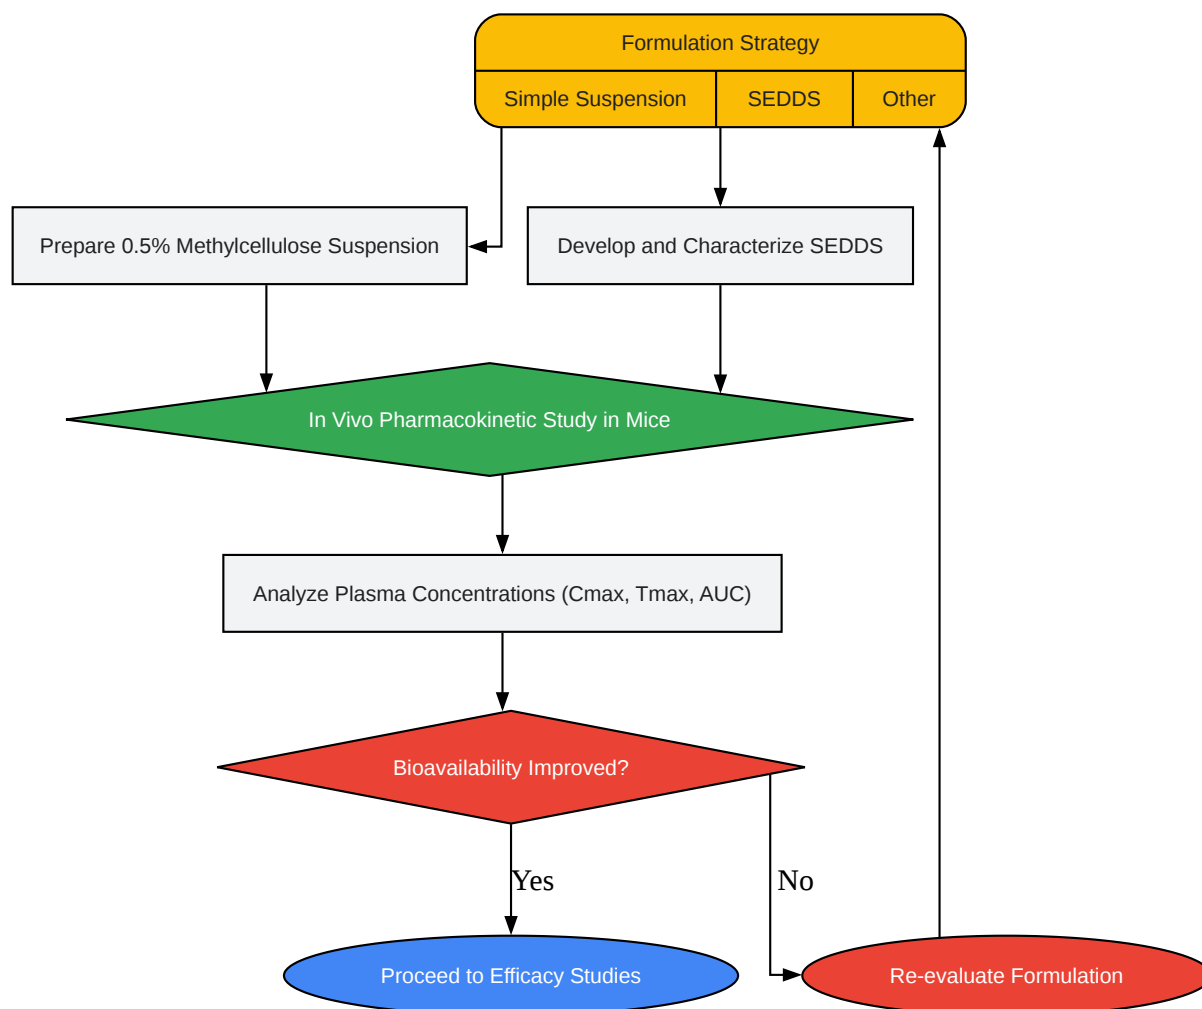 Formulation Strategy
Simple Suspension
SEDDS
Other
Prepare 0.5% Methylcellulose Suspension
Develop and Characterize SEDDS
In Vivo Pharmacokinetic Study in Mice
Analyze Plasma Concentrations (Cmax, Tmax, AUC)
Bioavailability Improved?
Yes
No
Proceed to Efficacy Studies
Re-evaluate Formulation